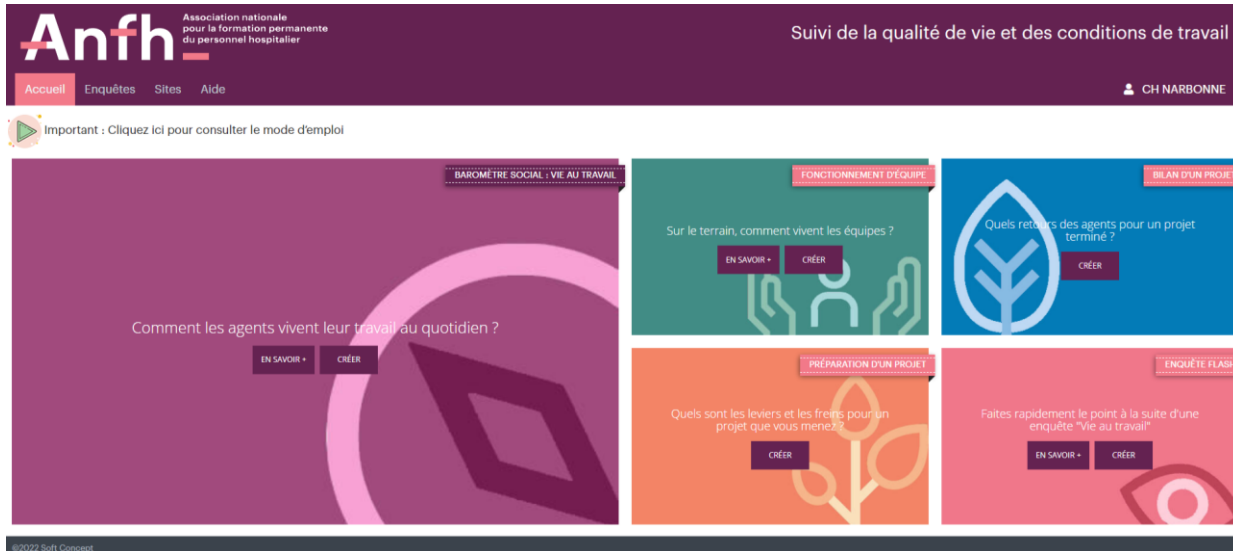 Anfh
Association nationale
pour la formation permanente
du personnel hospitalier
Suivi de la qualité de vie et des conditions de travail
Accueil Enquêtes Sites Aide
CH NARBONNE
Important : Cliquez ici pour consulter le mode d'emploi
BAROMÈTRE SOCIAL : VIE AU TRAVAIL
Comment les agents vivent leur travail au quotidien ?
EN SAVOIR + CRÉER
FONCTIONNEMENT D'ÉQUIPE
Sur le terrain, comment vivent les équipes ?
EN SAVOIR + CRÉER
BILAN D'UN PROJET
Quels retours des agents pour un projet
terminé ?
CRÉER
PRÉPARATION D'UN PROJET
Quels sont les leviers et les freins pour un
projet que vous menez ?
CRÉER
ENQUÊTE FLASH
Faites rapidement le point à la suite d'une
enquête "Vie au travail"
EN SAVOIR + CRÉER
©2022 Soft Concept